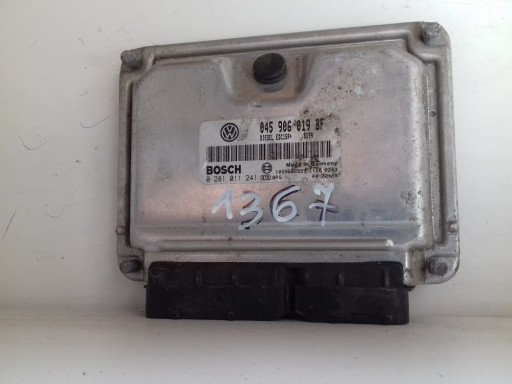 045 906 019 BF
DIESEL EDC15P+
BOSCH
Made in Germany
0 281 011 241
1367